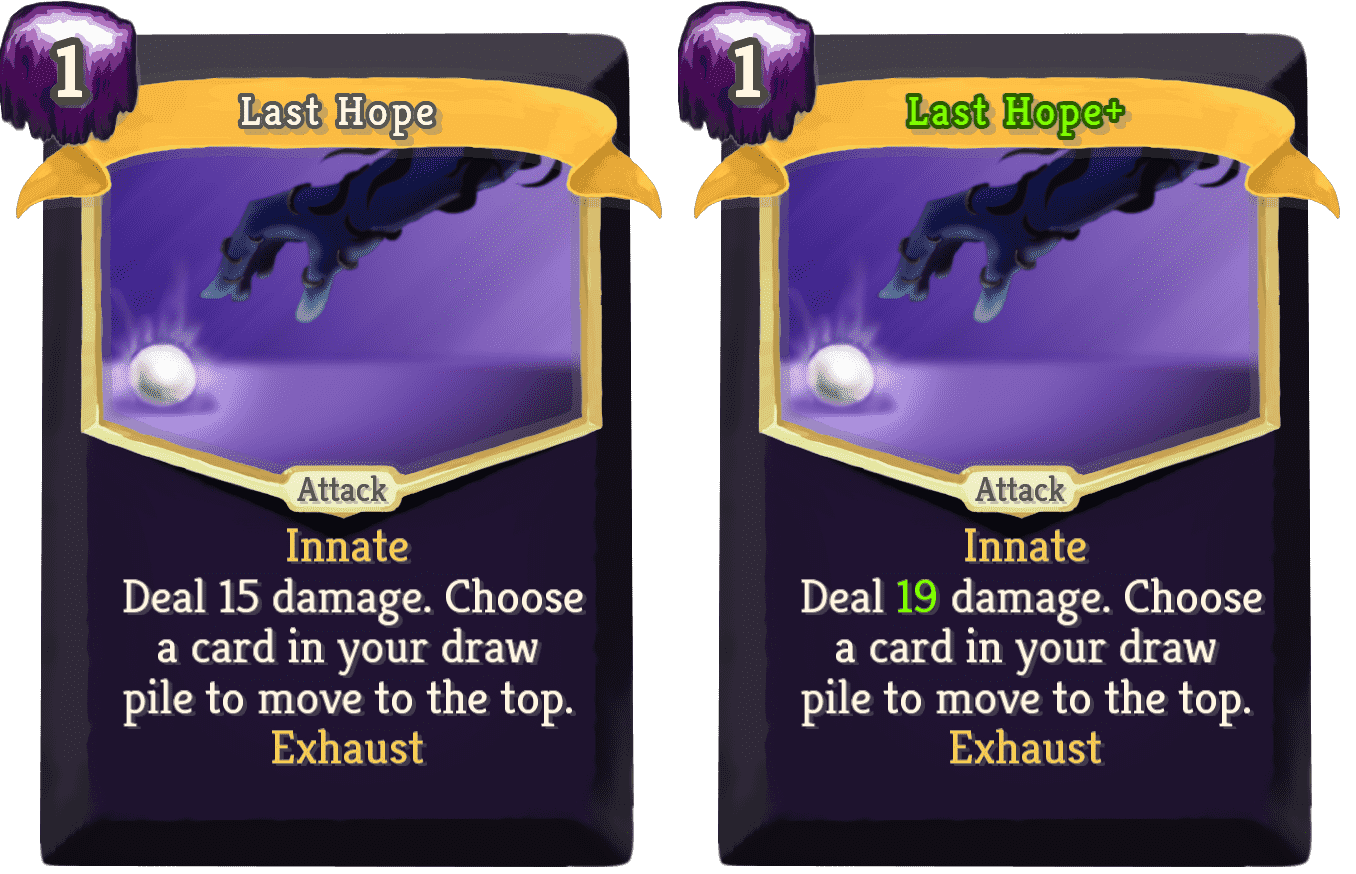 1
Last Hope
Attack
Innate
Deal 15 damage. Choose
a card in your draw
pile to move to the top.
Exhaust
1
Last Hope+
Attack
Innate
Deal 19 damage. Choose
a card in your draw
pile to move to the top.
Exhaust